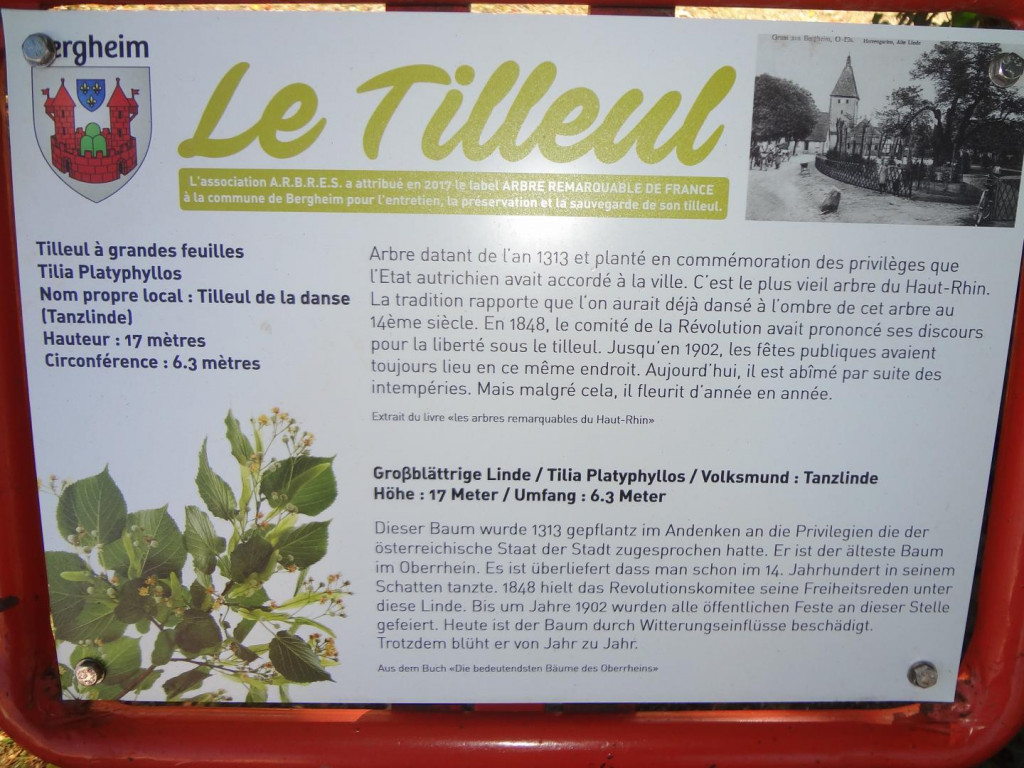 Bergheim
Le Tilleul
L'association A.R.B.R.E.S. a attribué en 2017 le label ARBRE REMARQUABLE DE FRANCE
à la commune de Bergheim pour l'entretien, la préservation et la sauvegarde de son tilleul.
Gruss aus Bergheim, O-Els. Herrengarten, Alte Linde
Tilleul à grandes feuilles
Tilia Platyphyllos
Nom propre local : Tilleul de la danse
(Tanzlinde)
Hauteur : 17 mètres
Circonférence : 6.3 mètres
Arbre datant de l'an 1313 et planté en commémoration des privilèges que
l'Etat autrichien avait accordé à la ville. C'est le plus vieil arbre du Haut-Rhin.
La tradition rapporte que l'on aurait déjà dansé à l'ombre de cet arbre au
14ème siècle. En 1848, le comité de la Révolution avait prononcé ses discours
pour la liberté sous le tilleul. Jusqu'en 1902, les fêtes publiques avaient
toujours lieu en ce même endroit. Aujourd'hui, il est abîmé par suite des
intempéries. Mais malgré cela, il fleurit d'année en année.
Extrait du livre «les arbres remarquables du Haut-Rhin»
Großblättrige Linde / Tilia Platyphyllos / Volksmund : Tanzlinde
Höhe : 17 Meter / Umfang : 6.3 Meter
Dieser Baum wurde 1313 gepflantz im Andenken an die Privilegien die der
österreichische Staat der Stadt zugesprochen hatte. Er ist der älteste Baum
im Oberrhein. Es ist überliefert dass man schon im 14. Jahrhundert in seinem
Schatten tanzte. 1848 hielt das Revolutionskomitee seine Freiheitsreden unter
diese Linde. Bis um Jahre 1902 wurden alle öffentlichen Feste an dieser Stelle
gefeiert. Heute ist der Baum durch Witterungseinflüsse beschädigt.
Trotzdem blüht er von Jahr zu Jahr.
Aus dem Buch «Die bedeutendsten Bäume des Oberrheins»